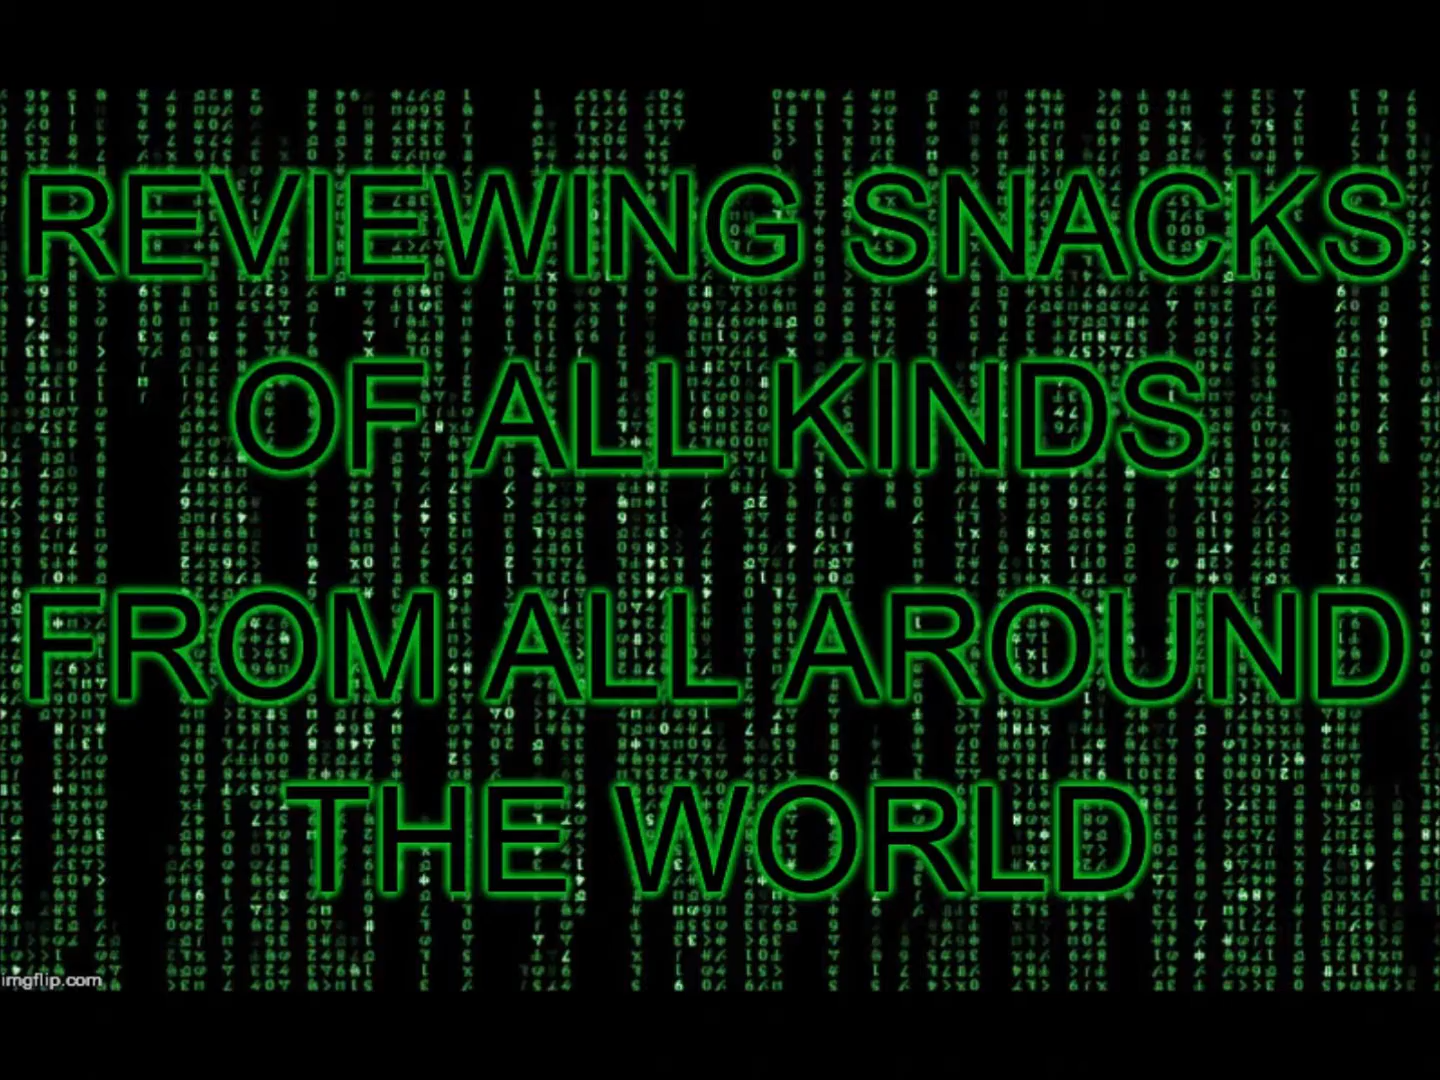 REVIEWING SNACKS
OF ALL KINDS
FROM ALL AROUND
THE WORLD
imgflip.com